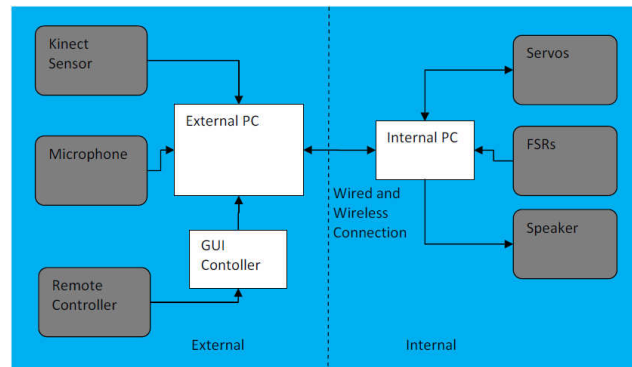 Kinect
Sensor
Servos
External PC
Internal PC
Microphone
FSRs
Wired and
Wireless
Connection
Speaker
GUI
Contoller
Remote
Controller
External
Internal